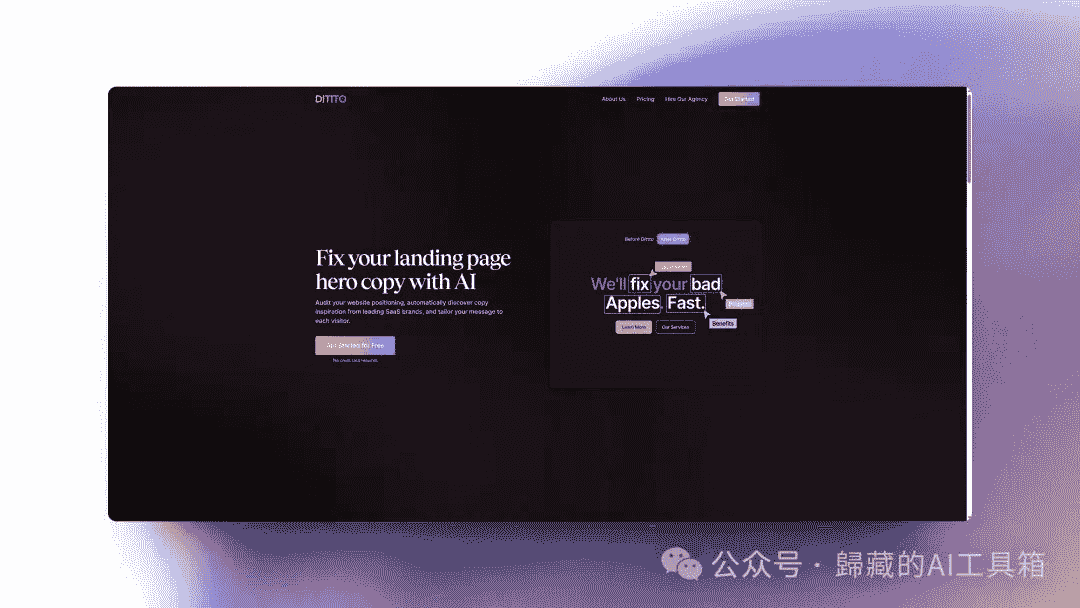 DITTTO
About Us Pricing Hire Our Agency Get Started
Fix your landing page
hero copy with AI
Audit your website positioning, automatically discover copy
inspiration from leading SaaS brands, and tailor your message to
each visitor.
Get Started for Free
No credit card required
Before Dittto After Dittto
We'll fix your bad
Apples. Fast.
Benefits
Learn More Our Services
公众号 · 歸藏的AI工具箱